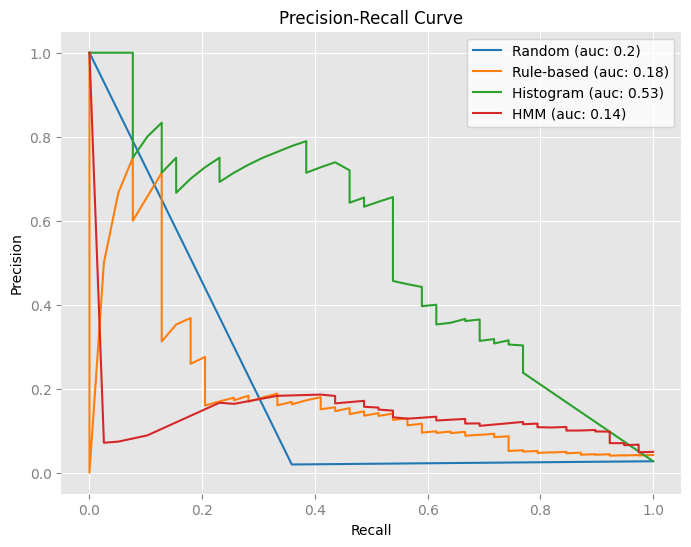 Precision-Recall Curve
Random (auc: 0.2)
Rule-based (auc: 0.18)
Histogram (auc: 0.53)
HMM (auc: 0.14)
Precision
1.0
0.8
0.6
0.4
0.2
0.0
0.0 0.2 0.4 0.6 0.8 1.0
Recall